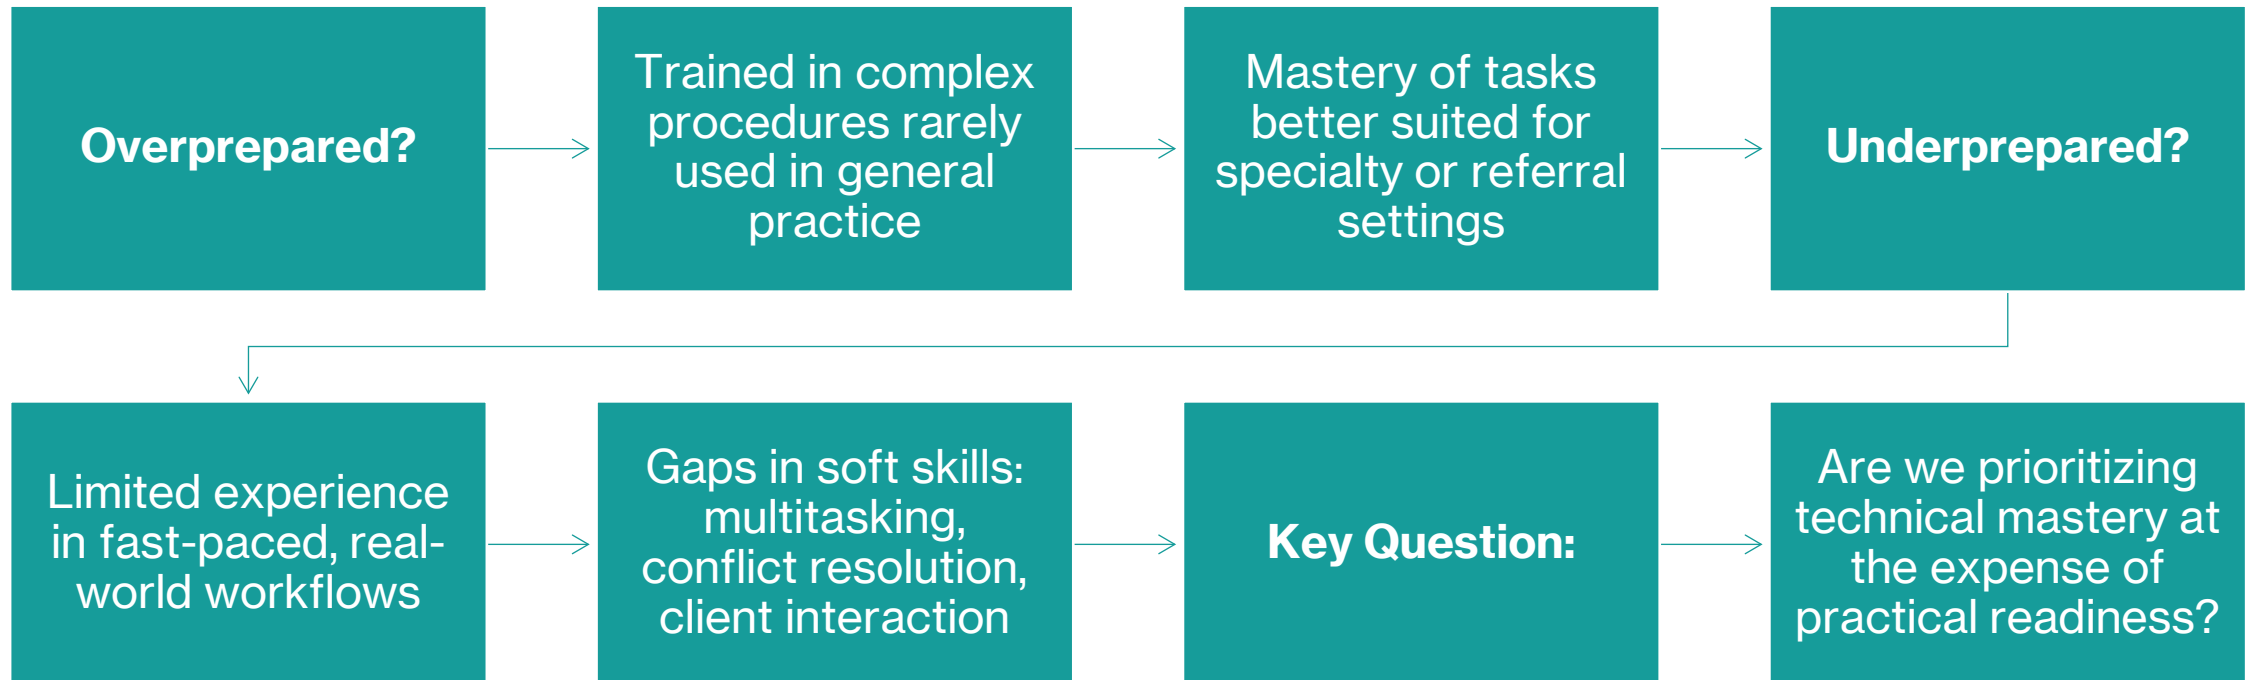 Overprepared?
Trained in complex
procedures rarely
used in general
practice
Mastery of tasks
better suited for
specialty or referral
settings
Underprepared?
Limited experience
in fast-paced, real-
world workflows
Gaps in soft skills:
multitasking,
conflict resolution,
client interaction
Key Question:
Are we prioritizing
technical mastery at
the expense of
practical readiness?